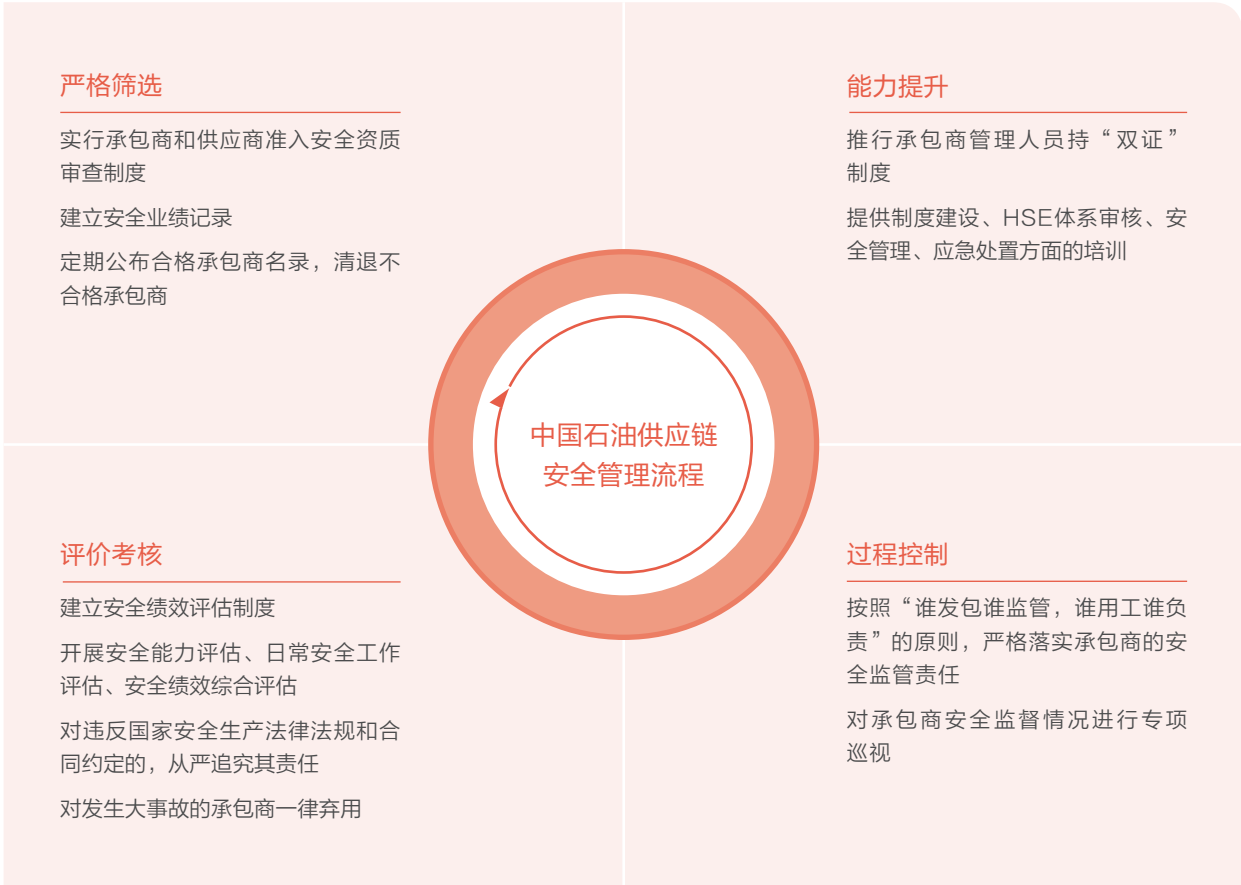 严格筛选
实行承包商和供应商准入安全资质
审查制度
建立安全业绩记录
定期公布合格承包商名录，清退不
合格承包商
能力提升
推行承包商管理人员持“双证”
制度
提供制度建设、HSE体系审核、安
全管理、应急处置方面的培训
中国石油供应链
安全管理流程
评价考核
建立安全绩效评估制度
开展安全能力评估、日常安全工作
评估、安全绩效综合评估
对违反国家安全生产法律法规和合
同约定的，从严追究其责任
对发生大事故的承包商一律弃用
过程控制
按照“谁发包谁监管，谁用工谁负
责”的原则，严格落实承包商的安
全监管责任
对承包商安全监督情况进行专项
巡视